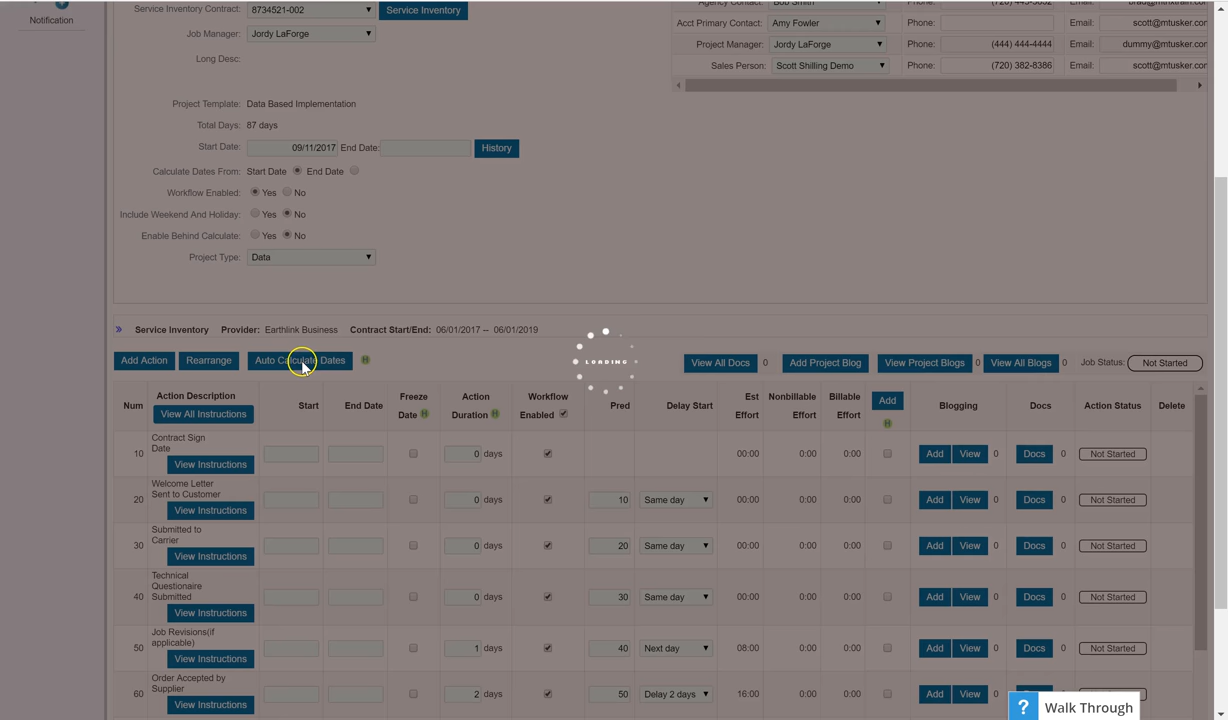 Notification
Service Inventory Contract: 8734521-002 Service Inventory
Job Manager: Jordy LaForge
Long Desc:
Project Template: Data Based Implementation
Total Days: 87 days
Start Date: 09/11/2017 End Date: History
Calculate Dates From: Start Date End Date
Workflow Enabled: Yes No
Include Weekend And Holiday: Yes No
Enable Behind Calculate: Yes No
Project Type: Data
Acct Primary Contact: Amy Fowler Phone: Email: scott@mtusker.cor
Project Manager: Jordy LaForge Phone: (444) 444-4444 Email: dummy@mtusker.cor
Sales Person: Scott Shilling Demo Phone: (720) 382-8386 Email: scott@mtusker.cor
» Service Inventory Provider: Earthlink Business Contract Start/End: 06/01/2017 -- 06/01/2019
LOADING
Add Action Rearrange Auto Calculate Dates H View All Docs 0 Add Project Blog View Project Blogs 0 View All Blogs 0 Job Status: Not Started
Num Action Description View All Instructions Start End Date Freeze Date H Action Duration H Workflow Enabled Pred Delay Start Est Effort Nonbillable Effort Billable Effort Add H Blogging Docs Action Status Delete
10 Contract Sign Date View Instructions 0 days 00:00 0:00 0:00 Add View 0 Docs 0 Not Started
20 Welcome Letter Sent to Customer View Instructions 0 days 10 Same day 00:00 0:00 0:00 Add View 0 Docs 0 Not Started
30 Submitted to Carrier View Instructions 0 days 20 Same day 00:00 0:00 0:00 Add View 0 Docs 0 Not Started
40 Technical Questionaire Submitted View Instructions 0 days 30 Same day 00:00 0:00 0:00 Add View 0 Docs 0 Not Started
50 Job Revisions(if applicable) View Instructions 1 days 40 Next day 08:00 0:00 0:00 Add View 0 Docs 0 Not Started
60 Order Accepted by Supplier View Instructions 2 days 50 Delay 2 days 16:00 0:00 0:00 Add View 0 Docs 0 Not Started
? Walk Through